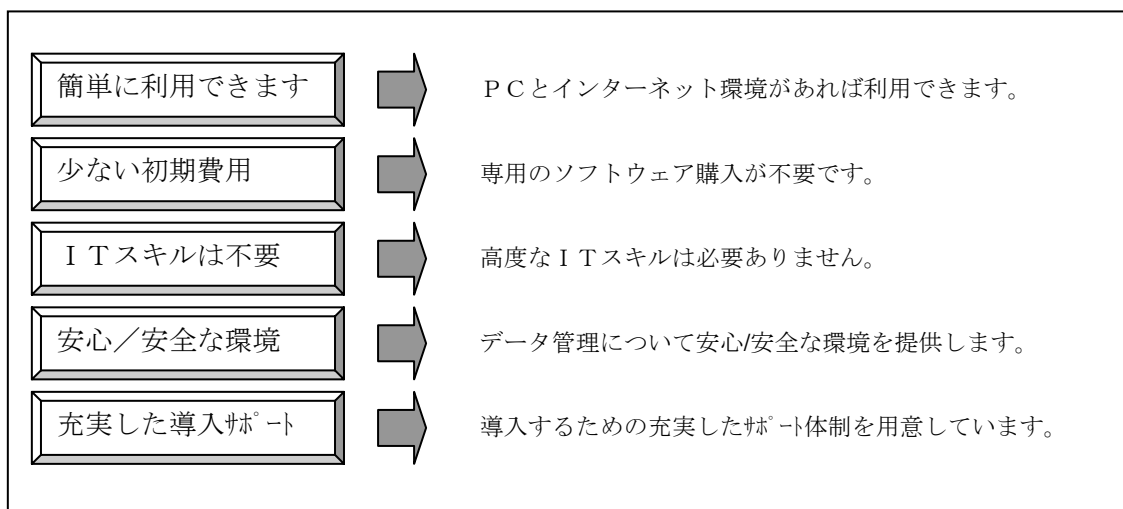 簡単に利用できます
ＰＣとインターネット環境があれば利用できます。
少ない初期費用
専用のソフトウェア購入が不要です。
ＩＴスキルは不要
高度なＩＴスキルは必要ありません。
安心／安全な環境
データ管理について安心/安全な環境を提供します。
充実した導入ｻﾎﾟｰﾄ
導入するための充実したｻﾎﾟｰﾄ体制を用意しています。